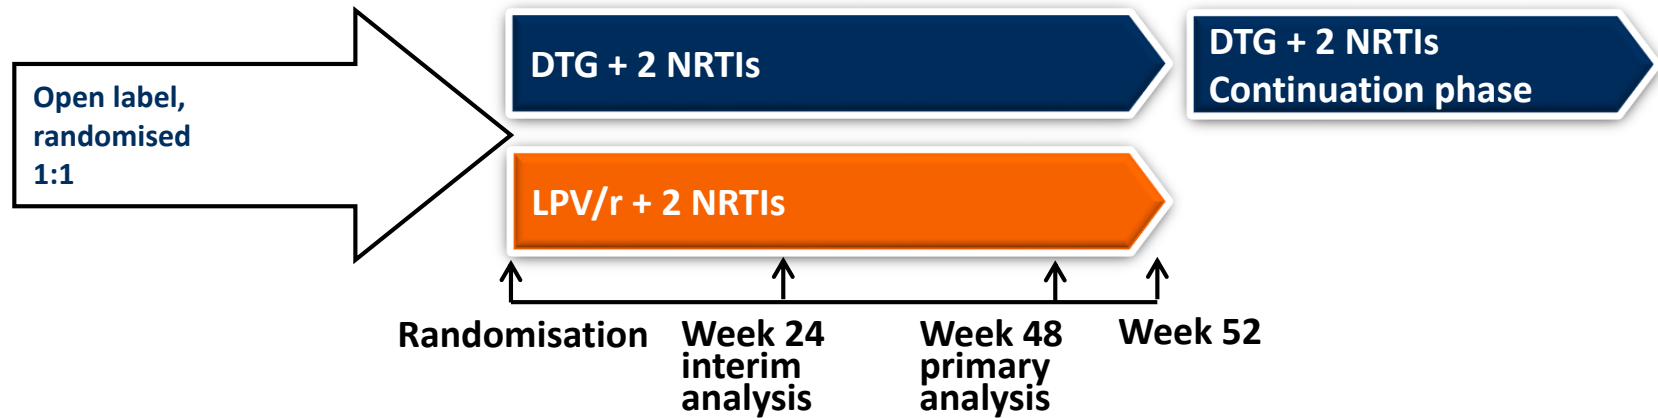 Open label,
randomised
1:1
DTG + 2 NRTIs
DTG + 2 NRTIs
Continuation phase
LPV/r + 2 NRTIs
Randomisation
Week 24
interim
analysis
Week 48
primary
analysis
Week 52